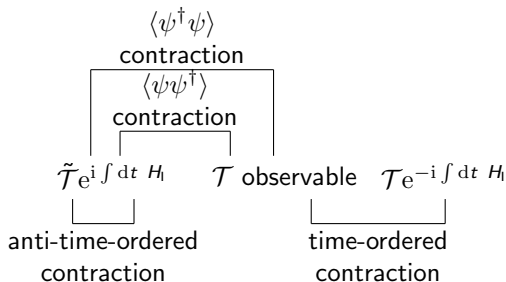 ⟨ψ†ψ⟩
contraction
⟨ψψ†⟩
contraction
𝒯̃e^{i∫dt H_I} 𝒯 observable 𝒯e^{−i∫dt H_I}
anti-time-ordered time-ordered
contraction contraction